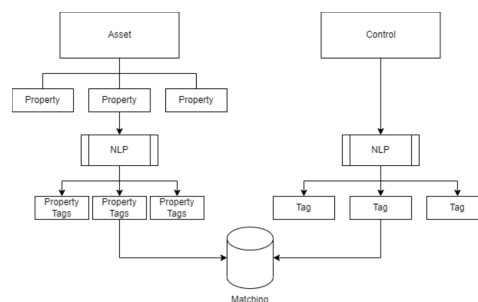 Asset
Control
Property
Property
Property
NLP
NLP
Property
Tags
Property
Tags
Property
Tags
Tag
Tag
Tag
Matching